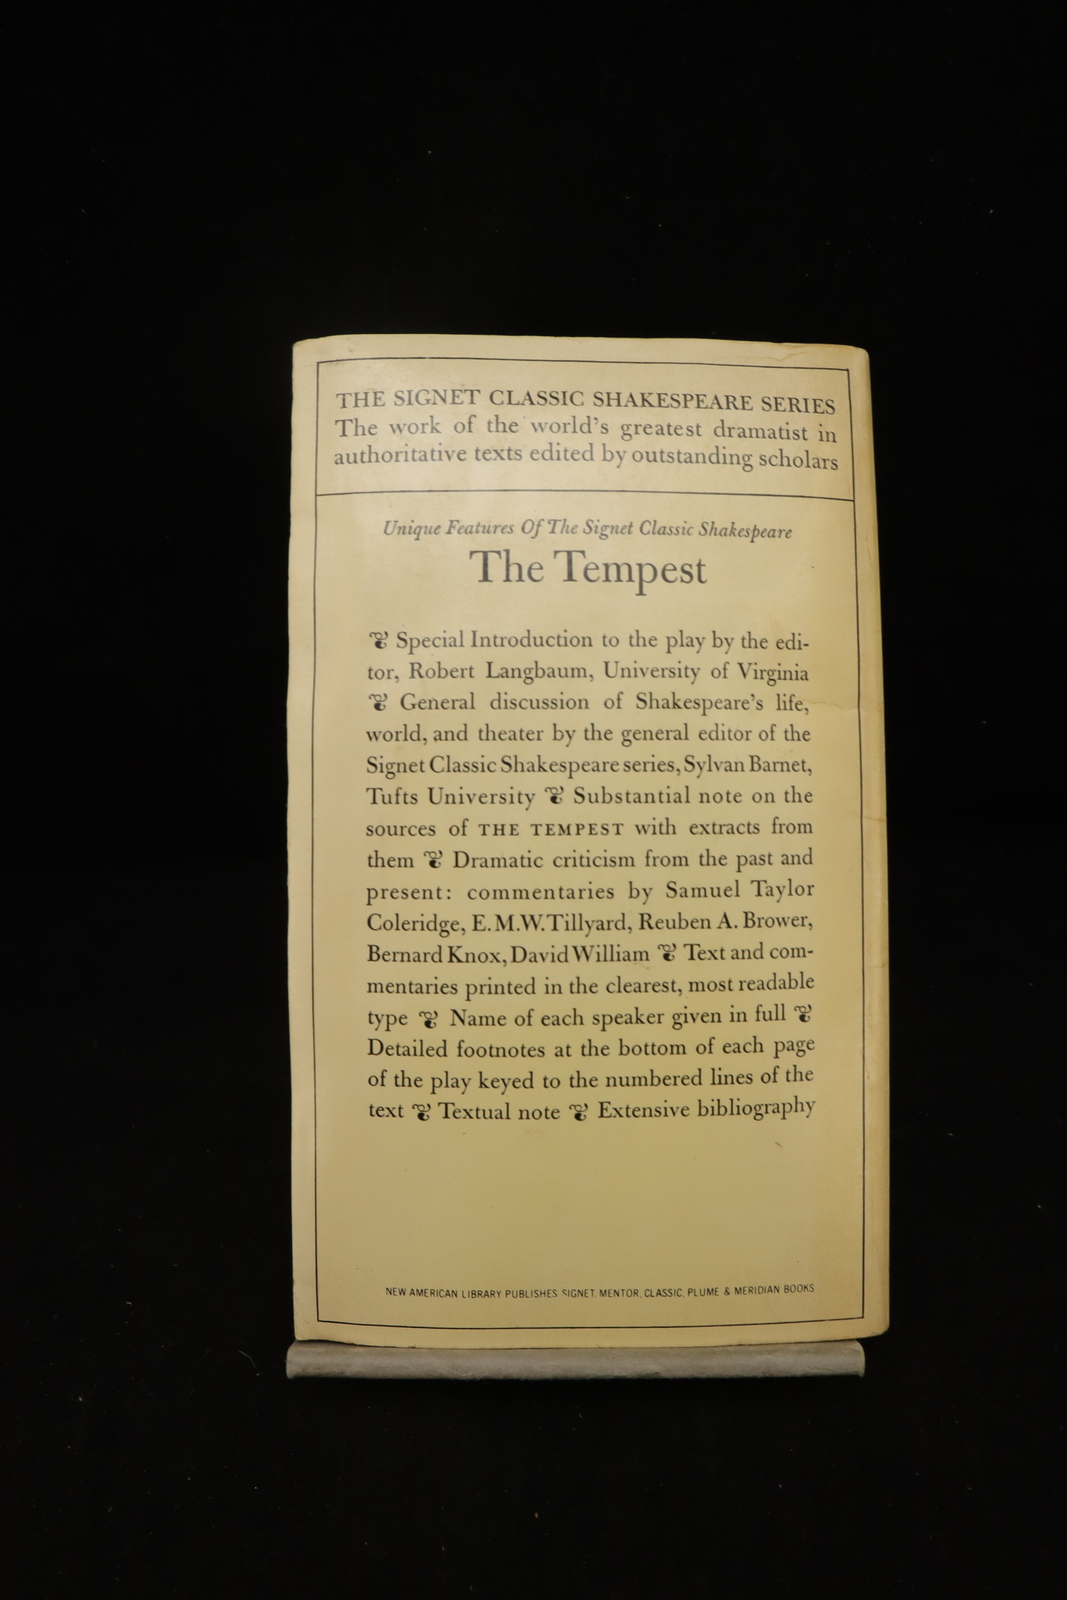 THE SIGNET CLASSIC SHAKESPEARE SERIES
The work of the world's greatest dramatist in
authoritative texts edited by outstanding scholars
Unique Features Of The Signet Classic Shakespeare
The Tempest
❦ Special Introduction to the play by the edi-
tor, Robert Langbaum, University of Virginia
❦ General discussion of Shakespeare's life,
world, and theater by the general editor of the
Signet Classic Shakespeare series, Sylvan Barnet,
Tufts University ❦ Substantial note on the
sources of THE TEMPEST with extracts from
them ❦ Dramatic criticism from the past and
present: commentaries by Samuel Taylor
Coleridge, E.M.W.Tillyard, Reuben A. Brower,
Bernard Knox, David William ❦ Text and com-
mentaries printed in the clearest, most readable
type ❦ Name of each speaker given in full ❦
Detailed footnotes at the bottom of each page
of the play keyed to the numbered lines of the
text ❦ Textual note ❦ Extensive bibliography
NEW AMERICAN LIBRARY PUBLISHES SIGNET, MENTOR, CLASSIC, PLUME & MERIDIAN BOOKS